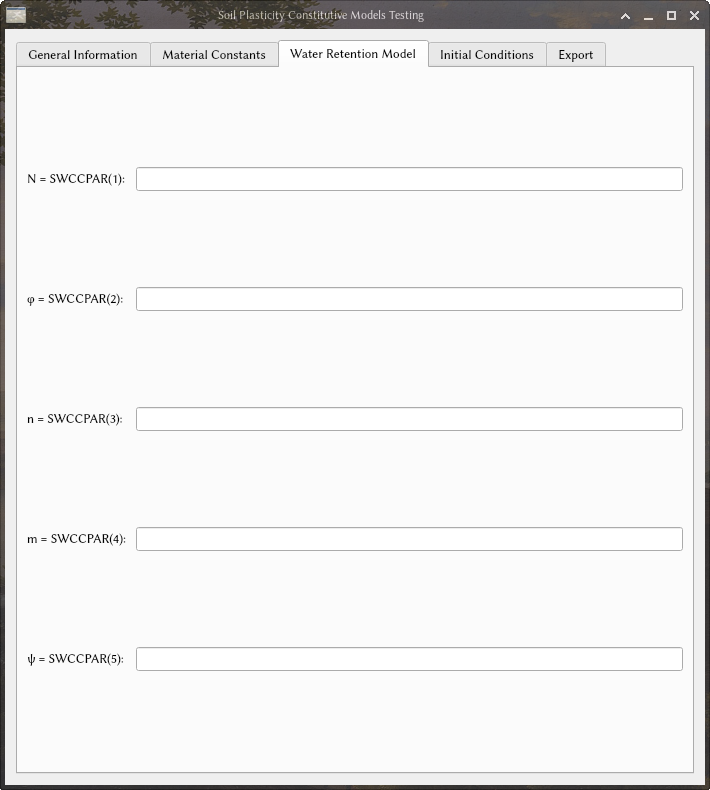 Soil Plasticity Constitutive Models Testing
General Information Material Constants Water Retention Model Initial Conditions Export
N = SWCCPAR(1):
φ = SWCCPAR(2):
n = SWCCPAR(3):
m = SWCCPAR(4):
ψ = SWCCPAR(5):